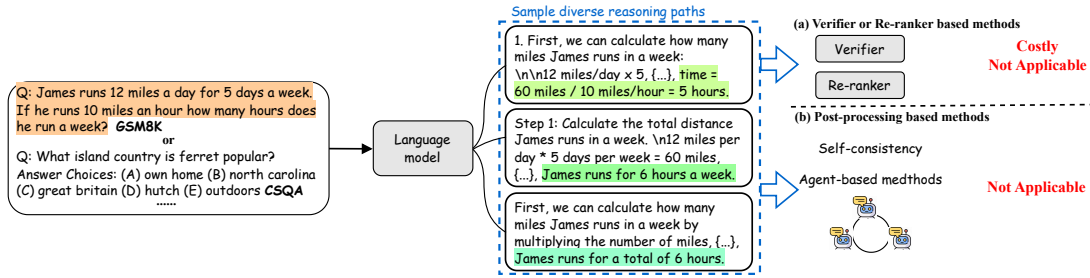 Sample diverse reasoning paths
Q: James runs 12 miles a day for 5 days a week.
If he runs 10 miles an hour how many hours does
he run a week? GSM8K
or
Q: What island country is ferret popular?
Answer Choices: (A) own home (B) north carolina
(C) great britain (D) hutch (E) outdoors CSQA
......
Language
model
1. First, we can calculate how many
miles James runs in a week:
\n\n12 miles/day x 5, {...}, time =
60 miles / 10 miles/hour = 5 hours.
Step 1: Calculate the total distance
James runs in a week. \n12 miles per
day * 5 days per week = 60 miles,
{...}, James runs for 6 hours a week.
First, we can calculate how many
miles James runs in a week by
multiplying the number of miles, {...},
James runs for a total of 6 hours.
(a) Verifier or Re-ranker based methods
Verifier
Re-ranker
Costly
Not Applicable
(b) Post-processing based methods
Self-consistency
Agent-based medthods
Not Applicable